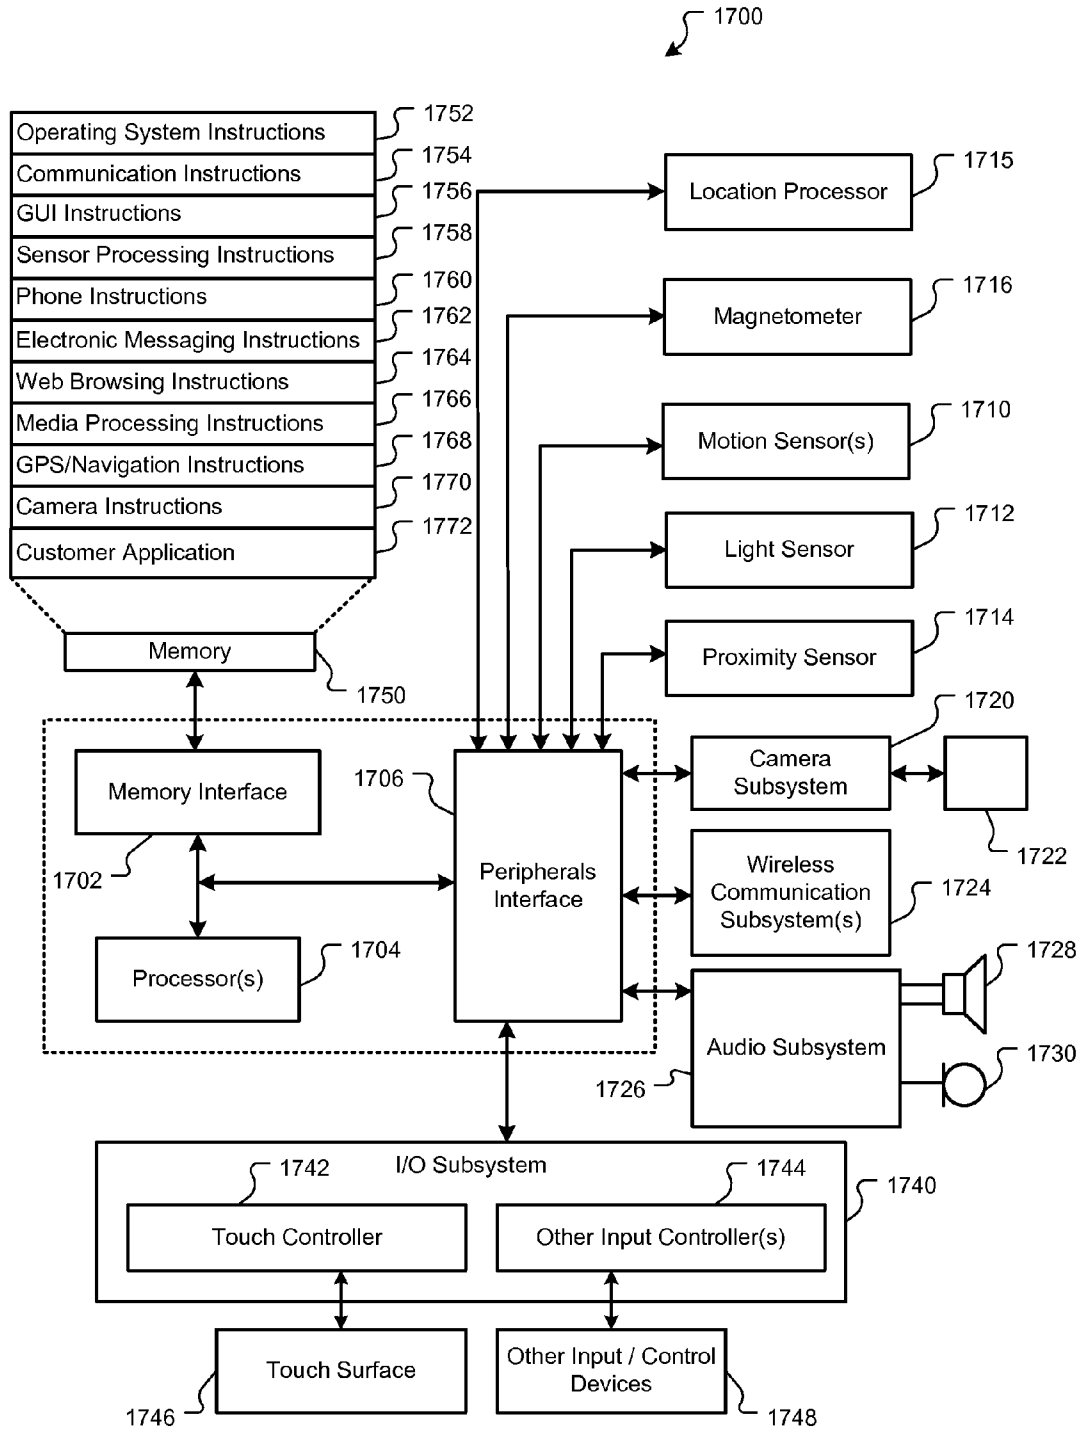 1700
Operating System Instructions
1752
Communication Instructions
1754
GUI Instructions
1756
Sensor Processing Instructions
1758
Phone Instructions
1760
Electronic Messaging Instructions
1762
Web Browsing Instructions
1764
Media Processing Instructions
1766
GPS/Navigation Instructions
1768
Camera Instructions
1770
Customer Application
1772
Memory
1750
Location Processor
1715
Magnetometer
1716
Motion Sensor(s)
1710
Light Sensor
1712
Proximity Sensor
1714
Memory Interface
1702
Processor(s)
1704
1706
Peripherals
Interface
Camera
Subsystem
1720
1722
Wireless
Communication
Subsystem(s)
1724
Audio Subsystem
1726
1728
1730
I/O Subsystem
1740
1742
Touch Controller
1744
Other Input Controller(s)
Touch Surface
1746
Other Input / Control
Devices
1748